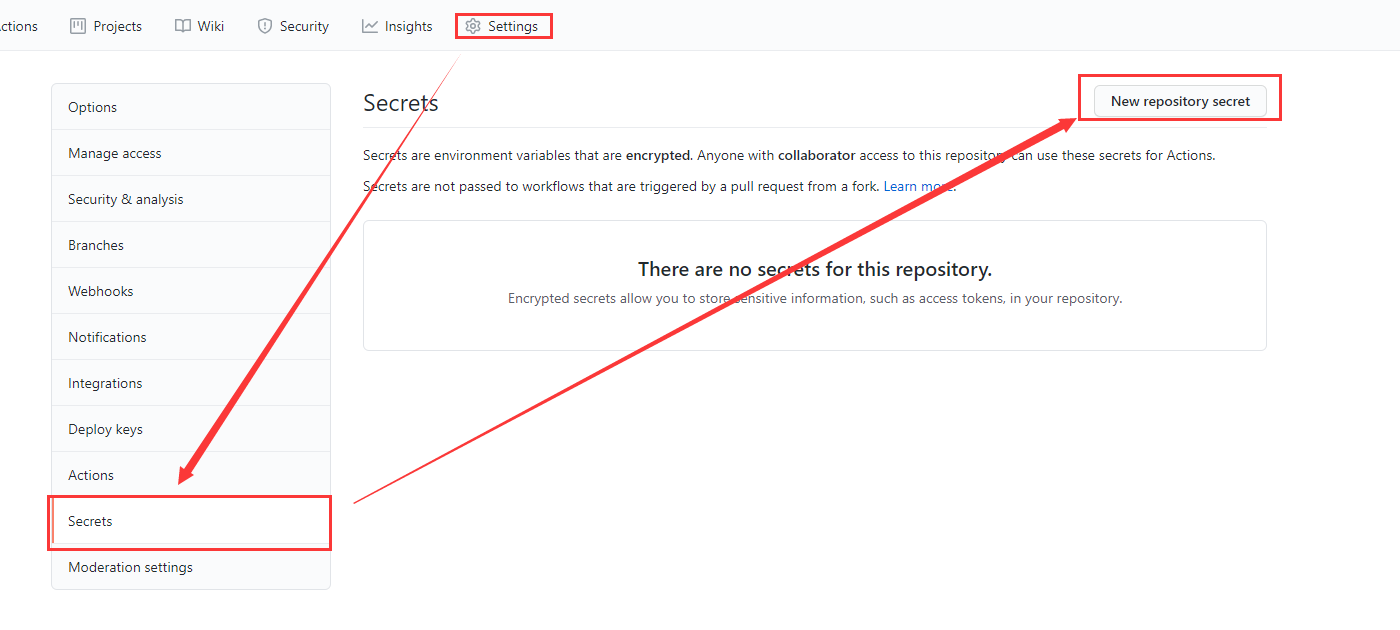 ctions Projects Wiki Security Insights Settings
Options
Manage access
Security & analysis
Branches
Webhooks
Notifications
Integrations
Deploy keys
Actions
Secrets
Moderation settings
Secrets
New repository secret
Secrets are environment variables that are encrypted. Anyone with collaborator access to this repository can use these secrets for Actions.
Secrets are not passed to workflows that are triggered by a pull request from a fork. Learn more.
There are no secrets for this repository.
Encrypted secrets allow you to store sensitive information, such as access tokens, in your repository.